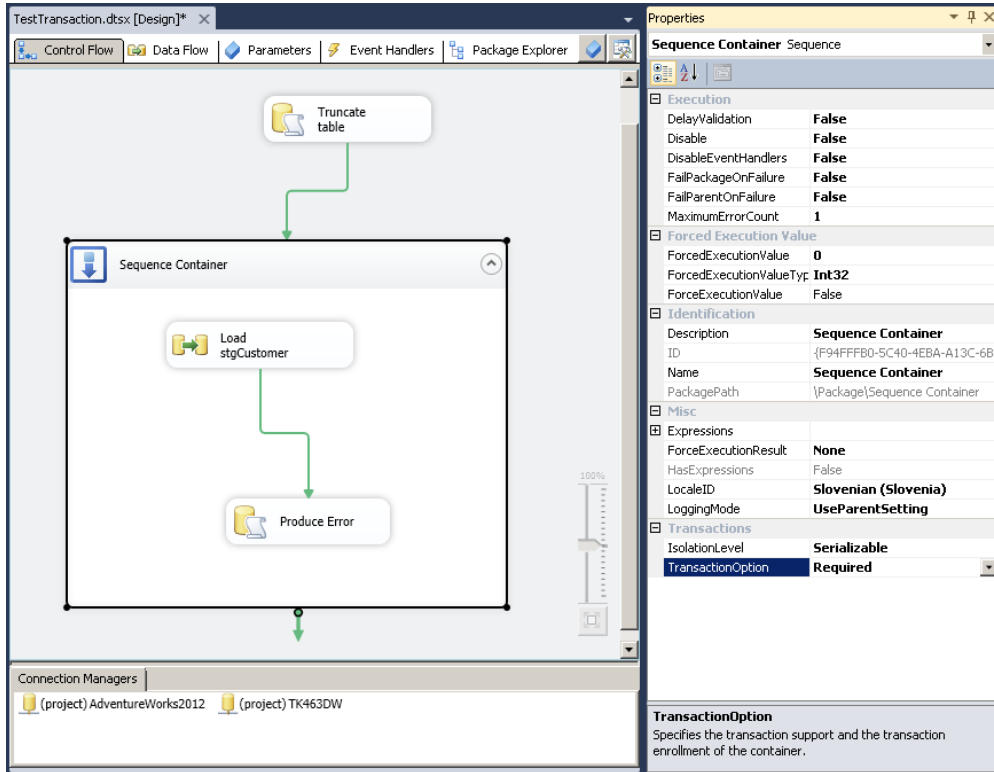 TestTransaction.dtsx [Design]*
Control Flow
Data Flow
Parameters
Event Handlers
Package Explorer
Truncate
table
Sequence Container
Load
stgCustomer
Produce Error
100%
Connection Managers
(project) AdventureWorks2012
(project) TK463DW
Properties
Sequence Container Sequence
Execution
DelayValidation False
Disable False
DisableEventHandlers False
FailPackageOnFailure False
FailParentOnFailure False
MaximumErrorCount 1
Forced Execution Value
ForcedExecutionValue 0
ForcedExecutionValueTyp Int32
ForceExecutionValue False
Identification
Description Sequence Container
ID {F94FFFB0-5C40-4EBA-A13C-6B
Name Sequence Container
PackagePath \Package\Sequence Container
Misc
Expressions
ForceExecutionResult None
HasExpressions False
LocaleID Slovenian (Slovenia)
LoggingMode UseParentSetting
Transactions
IsolationLevel Serializable
TransactionOption Required
TransactionOption
Specifies the transaction support and the transaction
enrollment of the container.